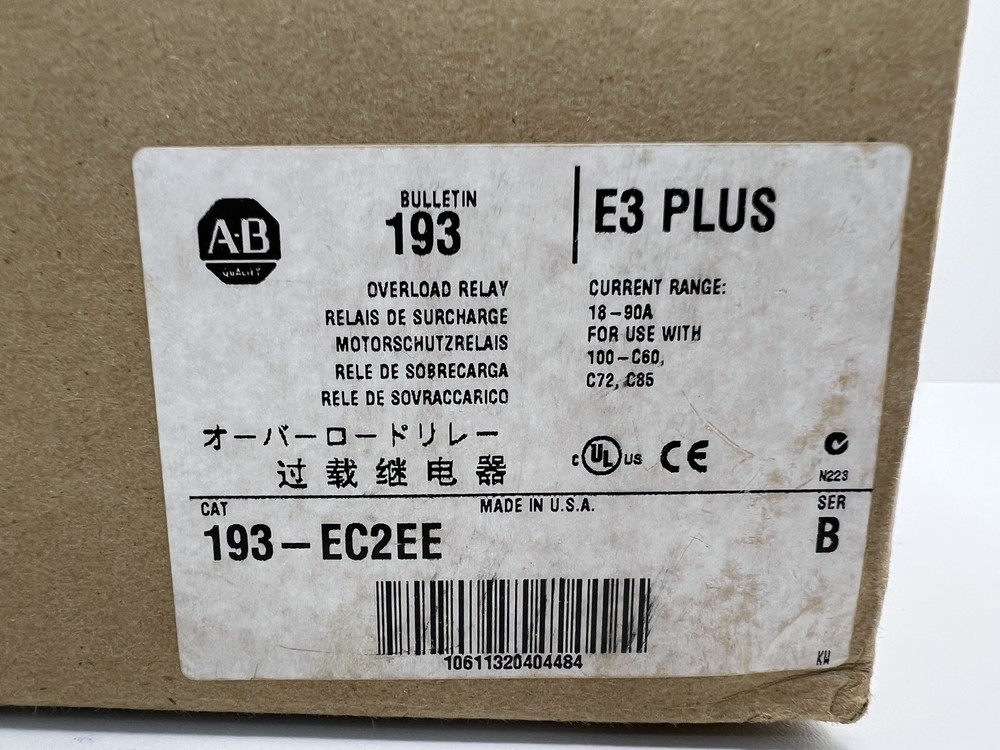 A·B
QUALITY
BULLETIN
193
E3 PLUS
OVERLOAD RELAY
RELAIS DE SURCHARGE
MOTORSCHUTZRELAIS
RELE DE SOBRECARGA
RELE DE SOVRACCARICO
オーバーロードリレー
过载继电器
CURRENT RANGE:
18-90A
FOR USE WITH
100-C60,
C72, C85
C UL US CE
N223
CAT
MADE IN U.S.A.
SER
193-EC2EE
B
10611320404484
KW